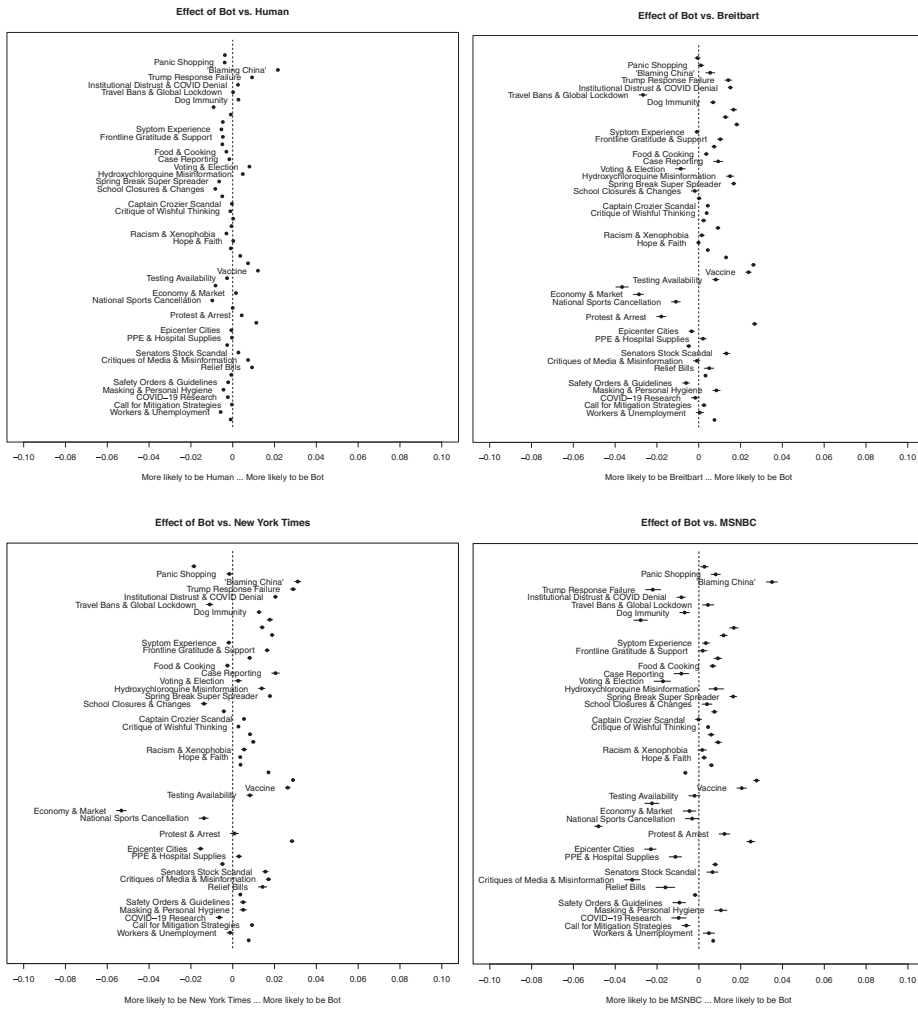 Effect of Bot vs. Human
Panic Shopping
'Blaming China'
Trump Response Failure
Institutional Distrust & COVID Denial
Travel Bans & Global Lockdown
Dog Immunity
Syptom Experience
Frontline Gratitude & Support
Food & Cooking
Case Reporting
Voting & Election
Hydroxychloroquine Misinformation
Spring Break Super Spreader
School Closures & Changes
Captain Crozier Scandal
Critique of Wishful Thinking
Racism & Xenophobia
Hope & Faith
Vaccine
Testing Availability
Economy & Market
National Sports Cancellation
Protest & Arrest
Epicenter Cities
PPE & Hospital Supplies
Senators Stock Scandal
Critiques of Media & Misinformation
Relief Bills
Safety Orders & Guidelines
Masking & Personal Hygiene
COVID−19 Research
Call for Mitigation Strategies
Workers & Unemployment
−0.10 −0.08 −0.06 −0.04 −0.02 0 0.02 0.04 0.06 0.08 0.10
More likely to be Human ... More likely to be Bot
Effect of Bot vs. Breitbart
Panic Shopping
'Blaming China'
Trump Response Failure
Institutional Distrust & COVID Denial
Travel Bans & Global Lockdown
Dog Immunity
Syptom Experience
Frontline Gratitude & Support
Food & Cooking
Case Reporting
Voting & Election
Hydroxychloroquine Misinformation
Spring Break Super Spreader
School Closures & Changes
Captain Crozier Scandal
Critique of Wishful Thinking
Racism & Xenophobia
Hope & Faith
Vaccine
Testing Availability
Economy & Market
National Sports Cancellation
Protest & Arrest
Epicenter Cities
PPE & Hospital Supplies
Senators Stock Scandal
Critiques of Media & Misinformation
Relief Bills
Safety Orders & Guidelines
Masking & Personal Hygiene
COVID−19 Research
Call for Mitigation Strategies
Workers & Unemployment
−0.10 −0.08 −0.06 −0.04 −0.02 0 0.02 0.04 0.06 0.08 0.10
More likely to be Breitbart ... More likely to be Bot
Effect of Bot vs. New York Times
Panic Shopping
'Blaming China'
Trump Response Failure
Institutional Distrust & COVID Denial
Travel Bans & Global Lockdown
Dog Immunity
Syptom Experience
Frontline Gratitude & Support
Food & Cooking
Case Reporting
Voting & Election
Hydroxychloroquine Misinformation
Spring Break Super Spreader
School Closures & Changes
Captain Crozier Scandal
Critique of Wishful Thinking
Racism & Xenophobia
Hope & Faith
Vaccine
Testing Availability
Economy & Market
National Sports Cancellation
Protest & Arrest
Epicenter Cities
PPE & Hospital Supplies
Senators Stock Scandal
Critiques of Media & Misinformation
Relief Bills
Safety Orders & Guidelines
Masking & Personal Hygiene
COVID−19 Research
Call for Mitigation Strategies
Workers & Unemployment
−0.10 −0.08 −0.06 −0.04 −0.02 0 0.02 0.04 0.06 0.08 0.10
More likely to be New York Times ... More likely to be Bot
Effect of Bot vs. MSNBC
Panic Shopping
'Blaming China'
Trump Response Failure
Institutional Distrust & COVID Denial
Travel Bans & Global Lockdown
Dog Immunity
Syptom Experience
Frontline Gratitude & Support
Food & Cooking
Case Reporting
Voting & Election
Hydroxychloroquine Misinformation
Spring Break Super Spreader
School Closures & Changes
Captain Crozier Scandal
Critique of Wishful Thinking
Racism & Xenophobia
Hope & Faith
Vaccine
Testing Availability
Economy & Market
National Sports Cancellation
Protest & Arrest
Epicenter Cities
PPE & Hospital Supplies
Senators Stock Scandal
Critiques of Media & Misinformation
Relief Bills
Safety Orders & Guidelines
Masking & Personal Hygiene
COVID−19 Research
Call for Mitigation Strategies
Workers & Unemployment
−0.10 −0.08 −0.06 −0.04 −0.02 0 0.02 0.04 0.06 0.08 0.10
More likely to be MSNBC ... More likely to be Bot